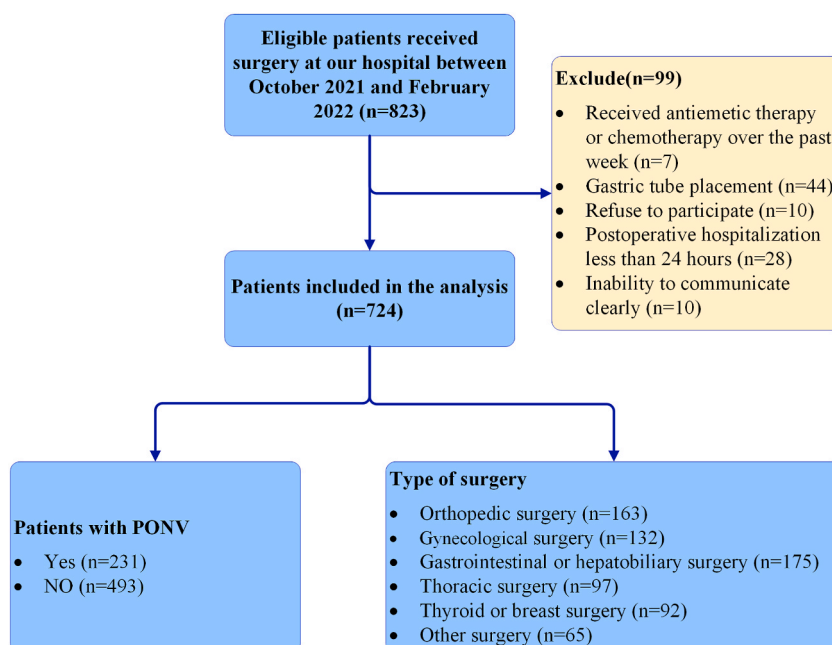 Eligible patients received
surgery at our hospital between
October 2021 and February
2022 (n=823)
Exclude(n=99)
• Received antiemetic therapy
or chemotherapy over the past
week (n=7)
• Gastric tube placement (n=44)
• Refuse to participate (n=10)
• Postoperative hospitalization
less than 24 hours (n=28)
• Inability to communicate
clearly (n=10)
Patients included in the analysis
(n=724)
Patients with PONV
• Yes (n=231)
• NO (n=493)
Type of surgery
• Orthopedic surgery (n=163)
• Gynecological surgery (n=132)
• Gastrointestinal or hepatobiliary surgery (n=175)
• Thoracic surgery (n=97)
• Thyroid or breast surgery (n=92)
• Other surgery (n=65)